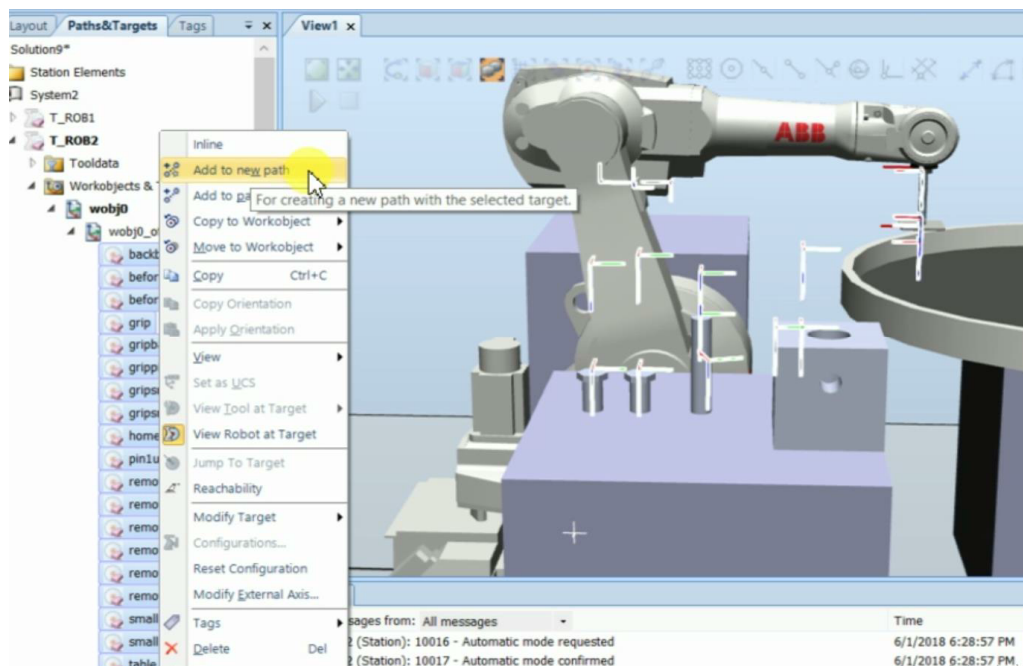 Layout Paths&Targets Tags
View1
Solution9*
Station Elements
System2
T_ROB1
T_ROB2
Tooldata
Workobjects &
wobj0
wobj0_o
backb
befor
befor
grip
gripb
gripp
grips
grips
home
pin1u
remo
remo
remo
remo
remo
remo
small
small
table
Inline
Add to new path
Add to pa
For creating a new path with the selected target.
Copy to Workobject
Move to Workobject
Copy Ctrl+C
Copy Orientation
Apply Orientation
View
Set as UCS
View Tool at Target
View Robot at Target
Jump To Target
Reachability
Modify Target
Configurations...
Reset Configuration
Modify External Axis...
Tags
Delete Del
ABB
sages from: All messages Time
2 (Station): 10016 - Automatic mode requested 6/1/2018 6:28:57 PM
2 (Station): 10017 - Automatic mode confirmed 6/1/2018 6:28:57 PM